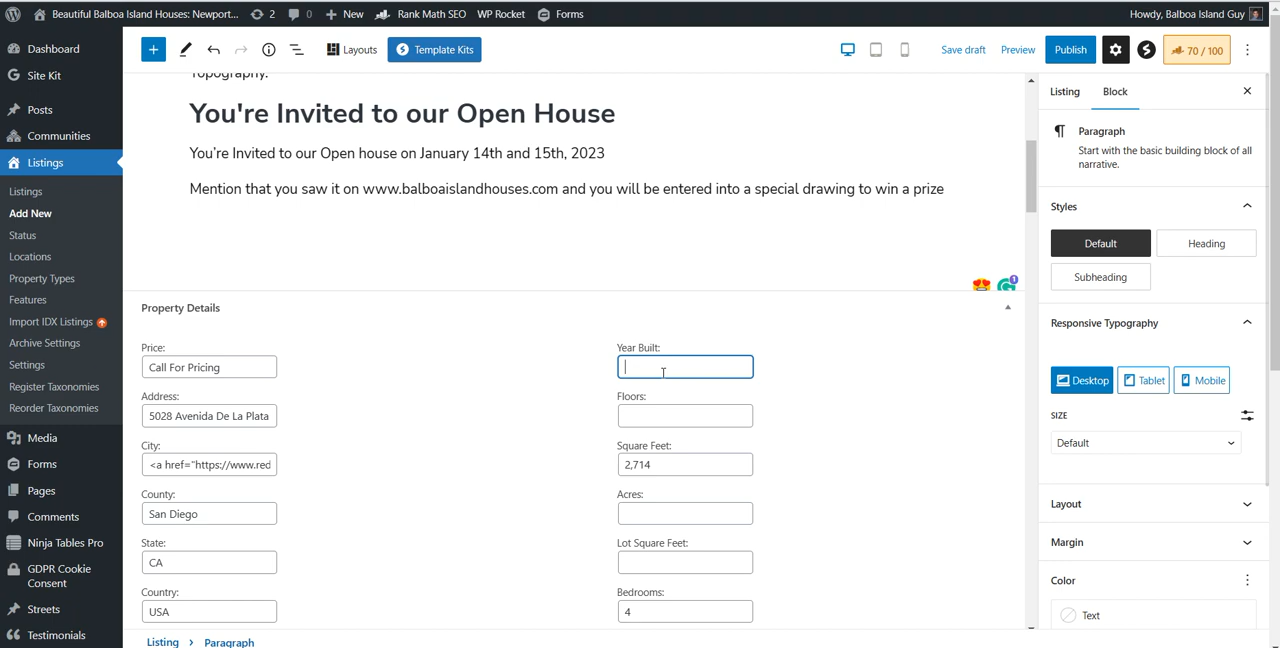 Beautiful Balboa Island Houses: Newport... 2 0 New Rank Math SEO WP Rocket Forms Howdy, Balboa Island Guy
Dashboard
Site Kit
Posts
Communities
Listings
Listings
Add New
Status
Locations
Property Types
Features
Import IDX Listings
Archive Settings
Settings
Register Taxonomies
Reorder Taxonomies
Media
Forms
Pages
Comments
Ninja Tables Pro
GDPR Cookie
Consent
Streets
Testimonials
Layouts Template Kits Save draft Preview Publish 70 / 100
Topography.
You're Invited to our Open House
You’re Invited to our Open house on January 14th and 15th, 2023
Mention that you saw it on www.balboaislandhouses.com and you will be entered into a special drawing to win a prize
1
Property Details
Price:
Call For Pricing
Address:
5028 Avenida De La Plata
City:
<a href="https://www.red
County:
San Diego
State:
CA
Country:
USA
Year Built:
Floors:
Square Feet:
2,714
Acres:
Lot Square Feet:
Bedrooms:
4
Listing > Paragraph
Listing Block
Paragraph
Start with the basic building block of all
narrative.
Styles
Default Heading
Subheading
Responsive Typography
Desktop Tablet Mobile
SIZE
Default
Layout
Margin
Color
Text